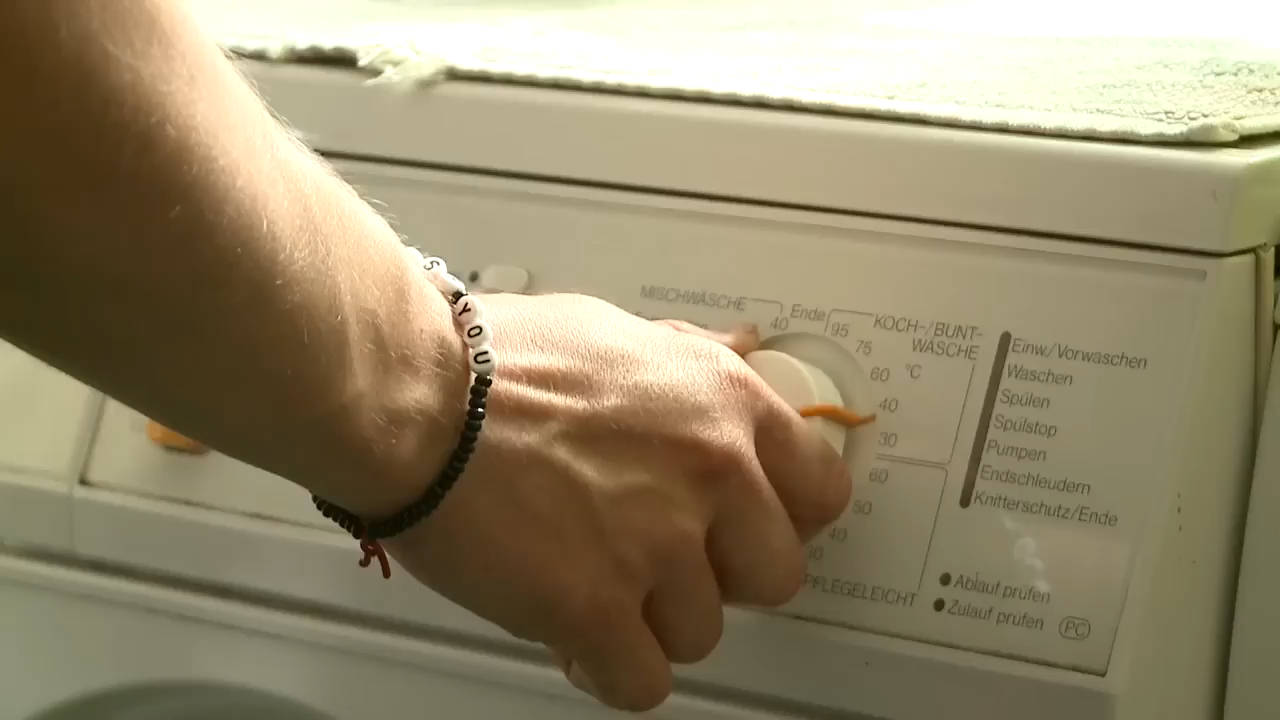 S YOU
MISCHWÄSCHE
40
Ende
95
KOCH-/BUNT-
WÄSCHE
75
60
°C
40
30
60
50
40
30
PFLEGELEICHT
Einw/Vorwaschen
Waschen
Spülen
Spülstop
Pumpen
Endschleudern
Knitterschutz/Ende
Ablauf prüfen
Zulauf prüfen
PC